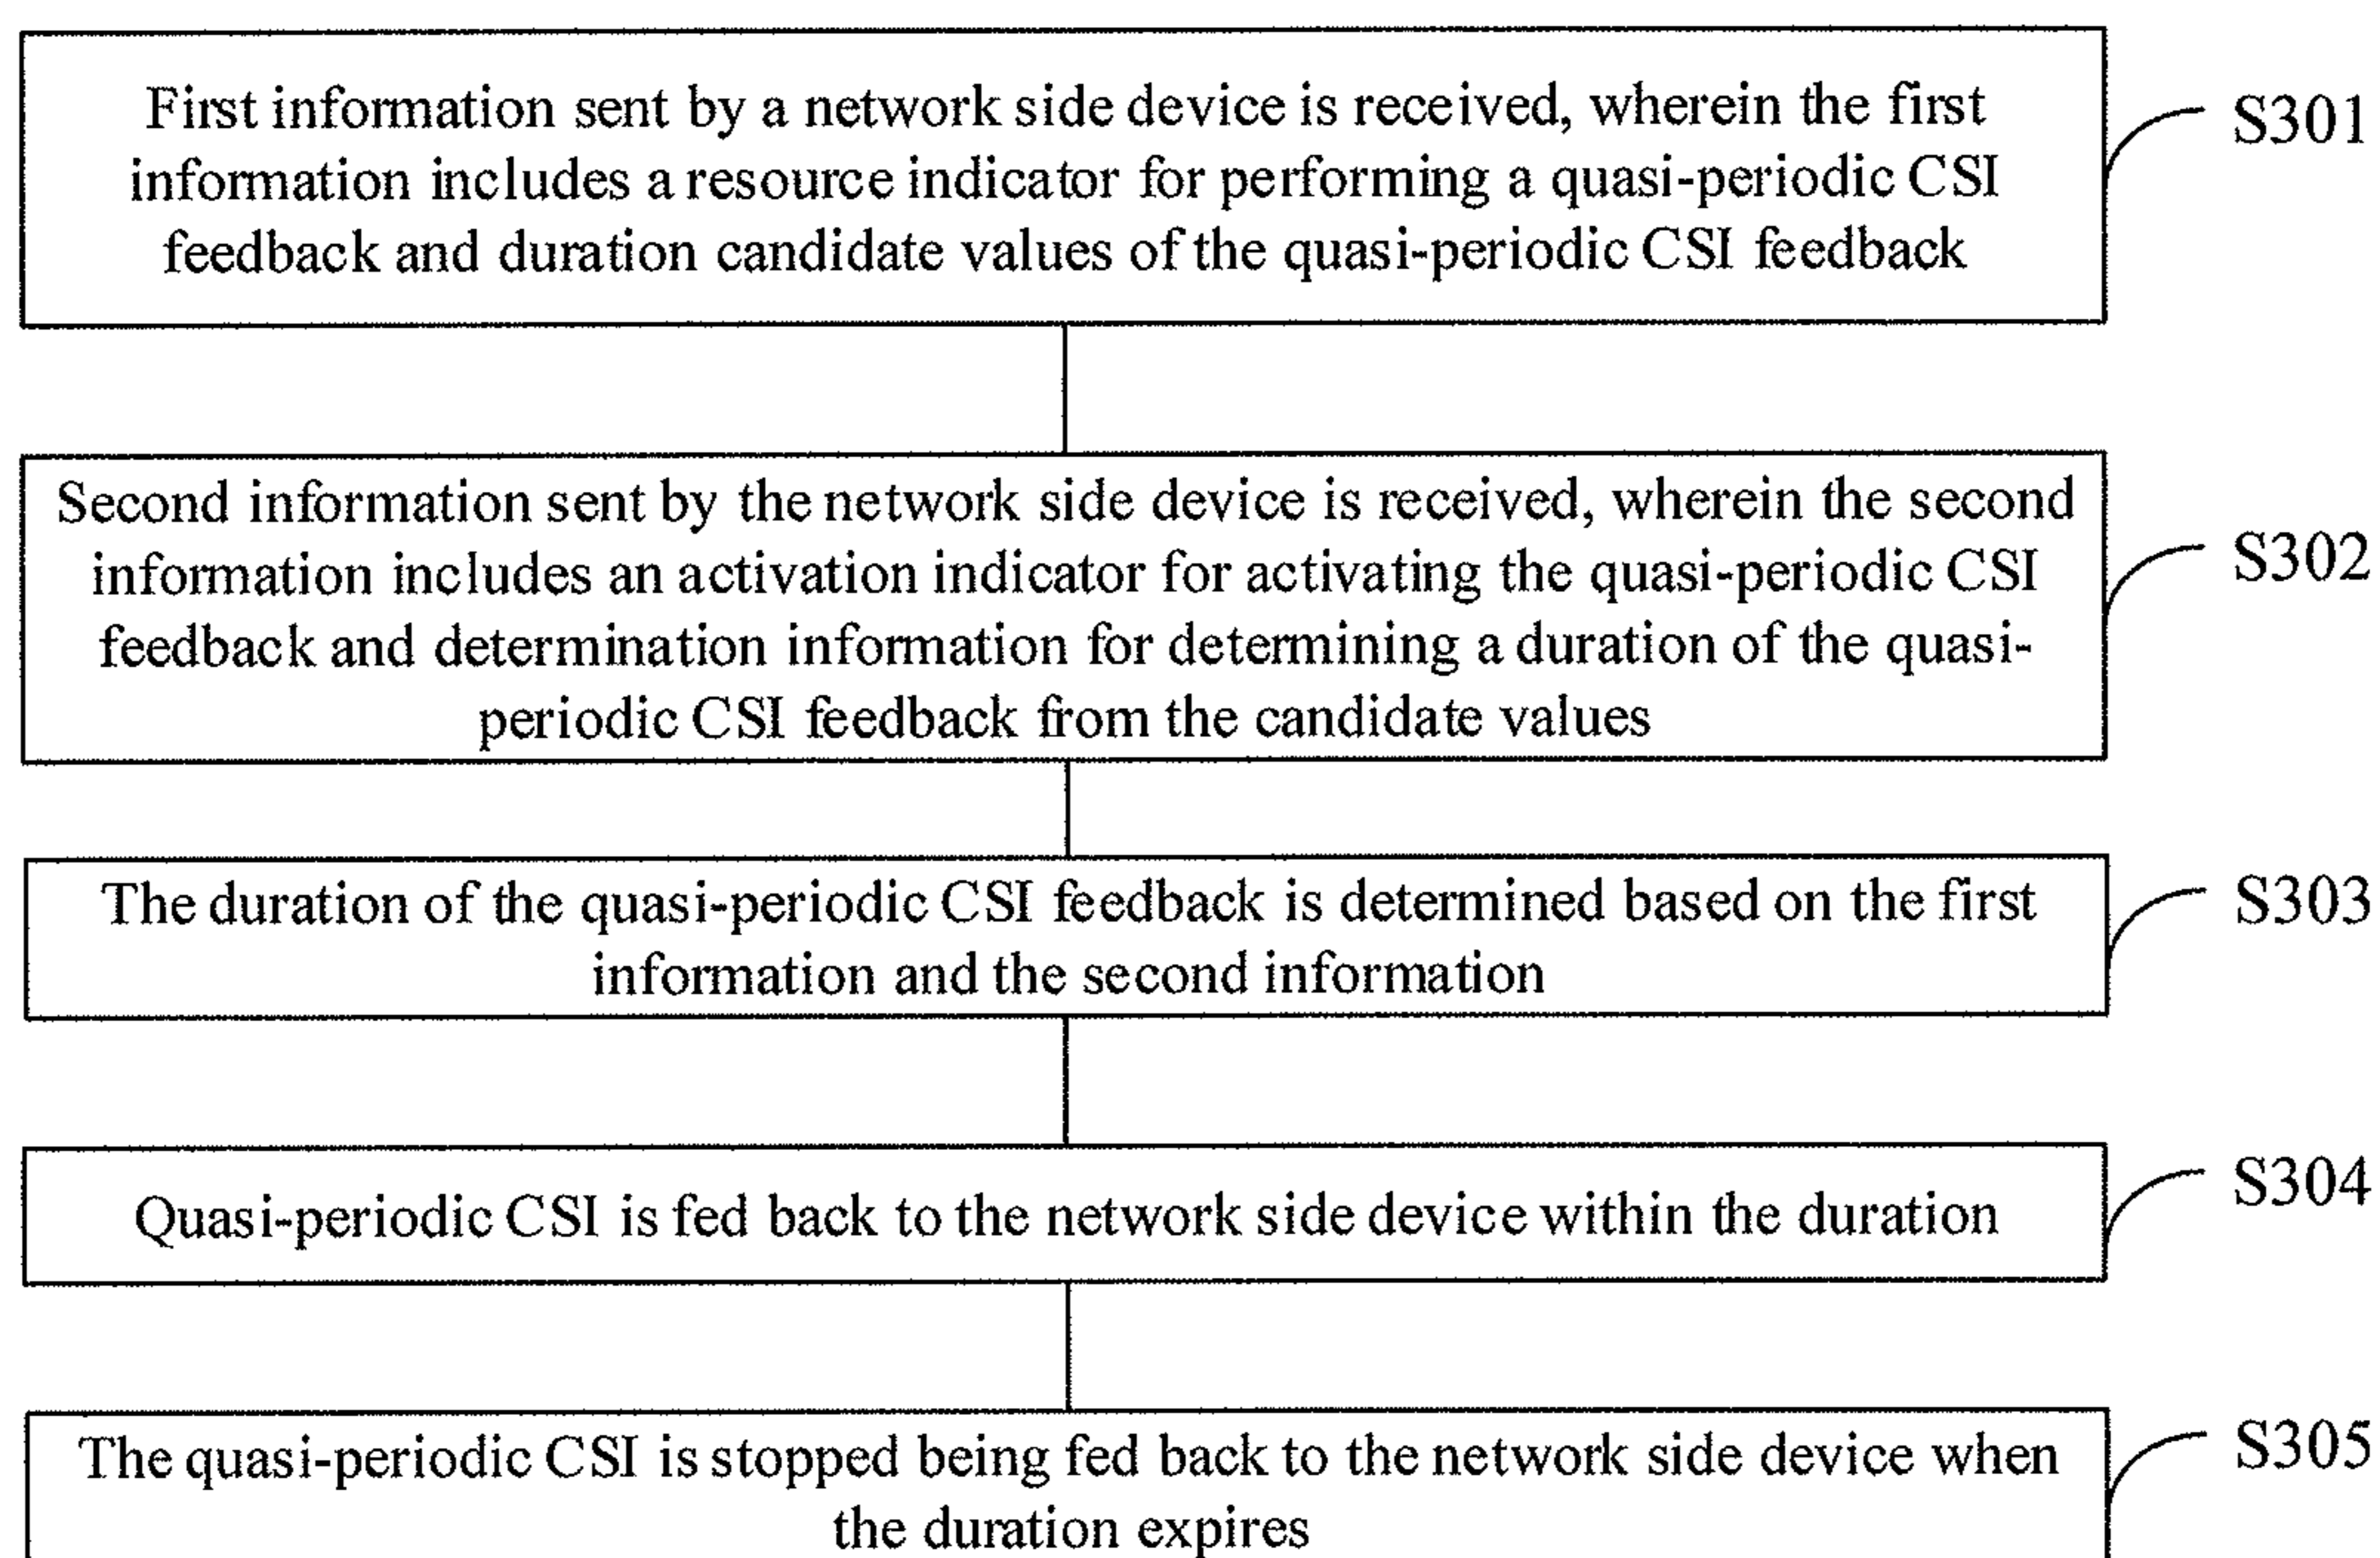 First information sent by a network side device is received, wherein the first
information includes a resource indicator for performing a quasi-periodic CSI
feedback and duration candidate values of the quasi-periodic CSI feedback
S301
Second information sent by the network side device is received, wherein the second
information includes an activation indicator for activating the quasi-periodic CSI
feedback and determination information for determining a duration of the quasi-
periodic CSI feedback from the candidate values
S302
The duration of the quasi-periodic CSI feedback is determined based on the first
information and the second information
S303
Quasi-periodic CSI is fed back to the network side device within the duration
S304
The quasi-periodic CSI is stopped being fed back to the network side device when
the duration expires
S305